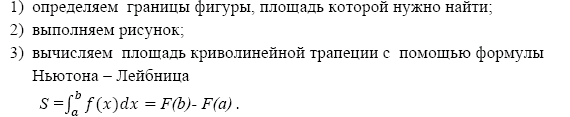 1) определяем границы фигуры, площадь которой нужно найти;
2) выполняем рисунок;
3) вычисляем площадь криволинейной трапеции с помощью формулы
Ньютона – Лейбница
S =∫ₐᵇ f(x)dx = F(b)- F(a) .